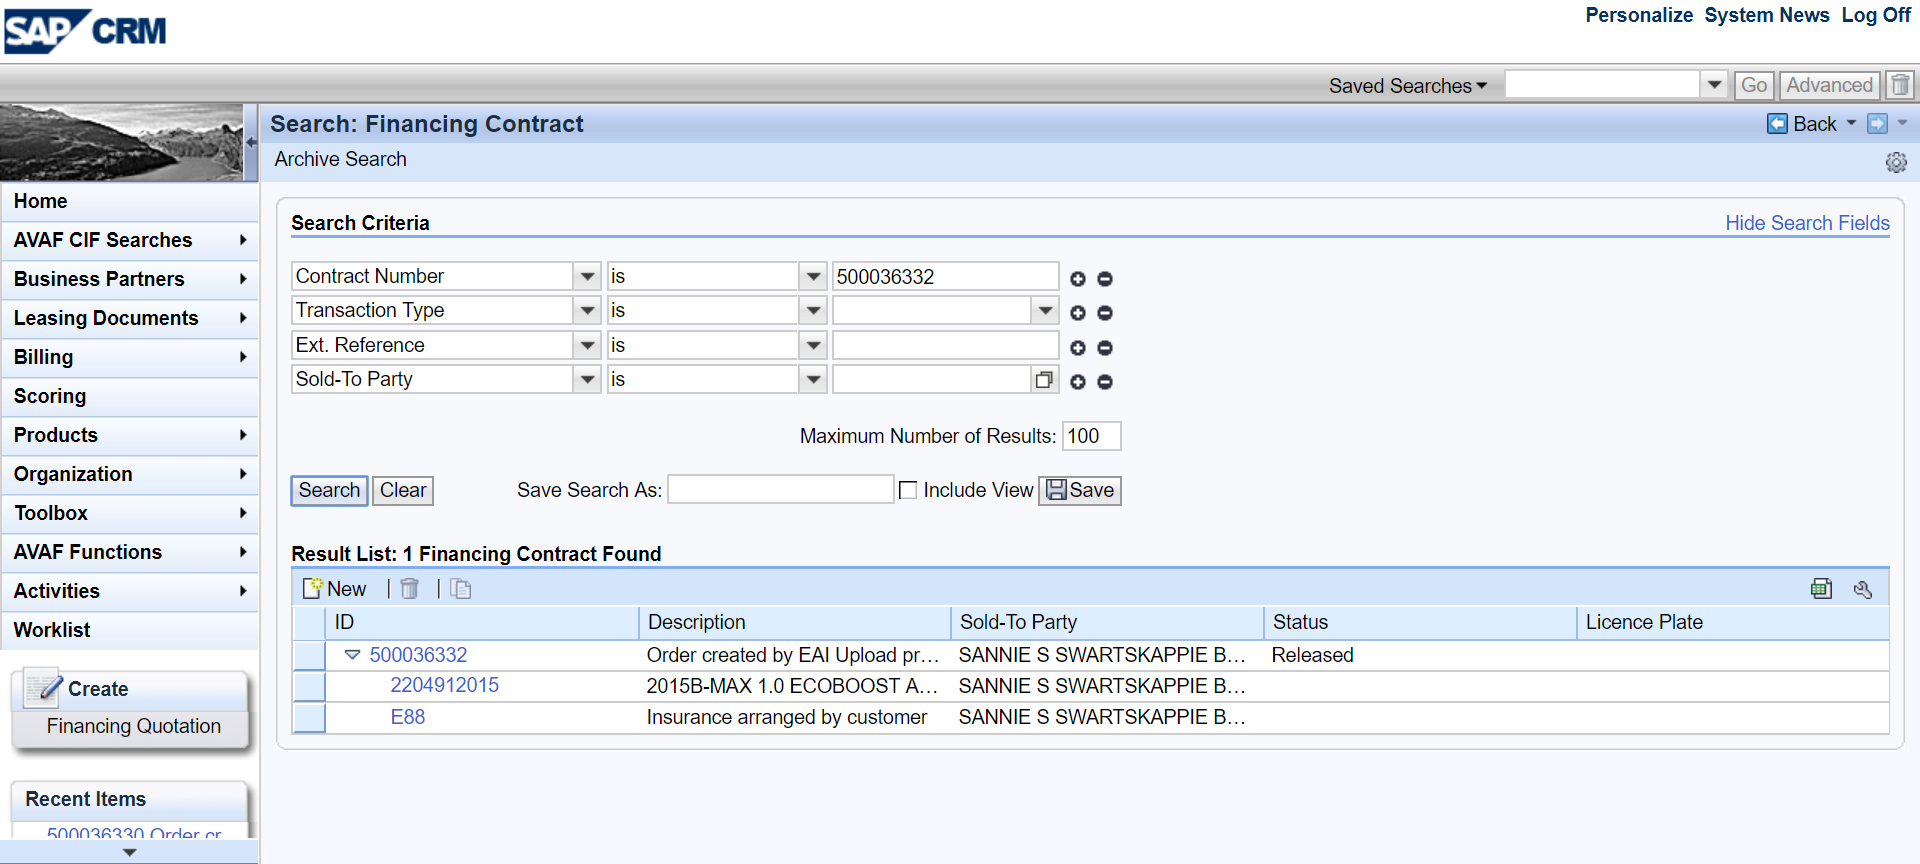 SAP CRM
Personalize System News Log Off
Saved Searches Go Advanced
Search: Financing Contract Back
Archive Search
Home
AVAF CIF Searches
Business Partners
Leasing Documents
Billing
Scoring
Products
Organization
Toolbox
AVAF Functions
Activities
Worklist
Create
Financing Quotation
Recent Items
500036330 Order cr
Search Criteria Hide Search Fields
Contract Number is 500036332
Transaction Type is
Ext. Reference is
Sold-To Party is
Maximum Number of Results: 100
Search Clear Save Search As: Include View Save
Result List: 1 Financing Contract Found
New
ID Description Sold-To Party Status Licence Plate
500036332 Order created by EAI Upload pr... SANNIE S SWARTSKAPPIE B... Released
2204912015 2015B-MAX 1.0 ECOBOOST A... SANNIE S SWARTSKAPPIE B...
E88 Insurance arranged by customer SANNIE S SWARTSKAPPIE B...